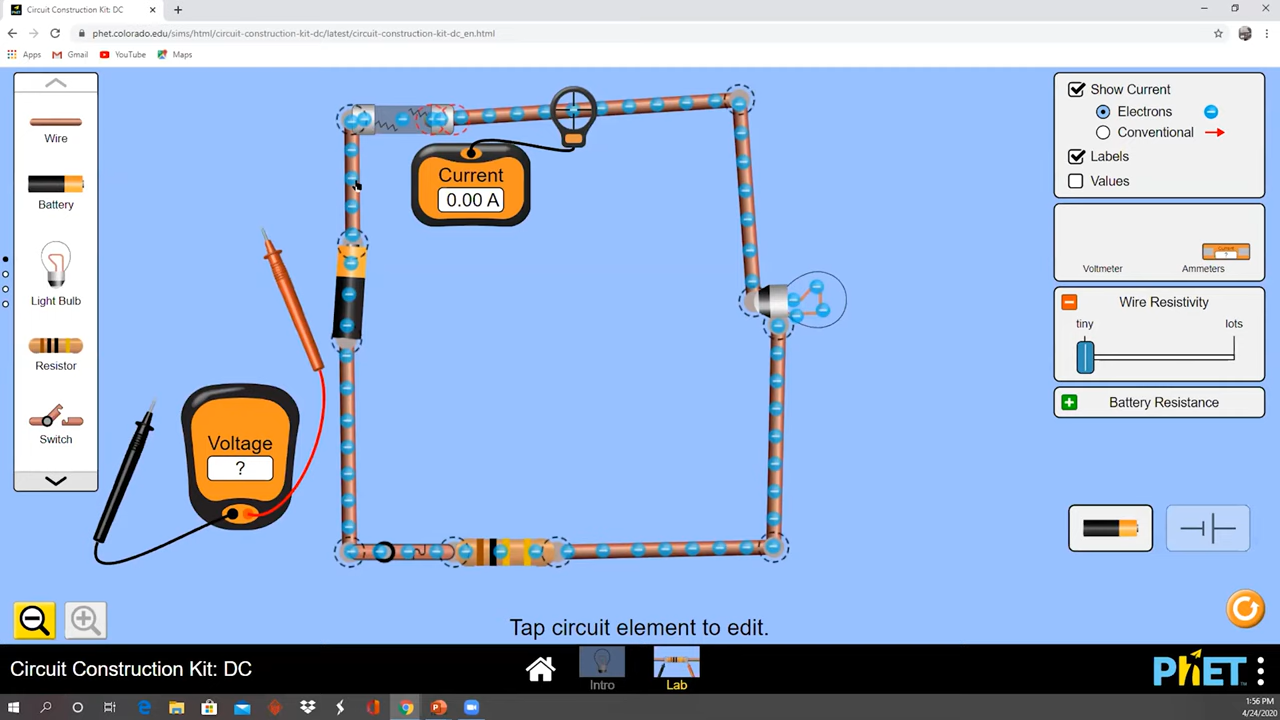 Circuit Construction Kit: DC
phet.colorado.edu/sims/html/circuit-construction-kit-dc/latest/circuit-construction-kit-dc_en.html
Apps
Gmail
YouTube
Maps
Wire
Battery
Light Bulb
Resistor
Switch
Current
0.00 A
Voltage
?
Show Current
Electrons
Conventional
Labels
Values
Current
?
Voltmeter
Ammeters
Wire Resistivity
tiny
lots
Battery Resistance
Tap circuit element to edit.
Circuit Construction Kit: DC
Intro
Lab
PhET
1:56 PM
4/24/2020